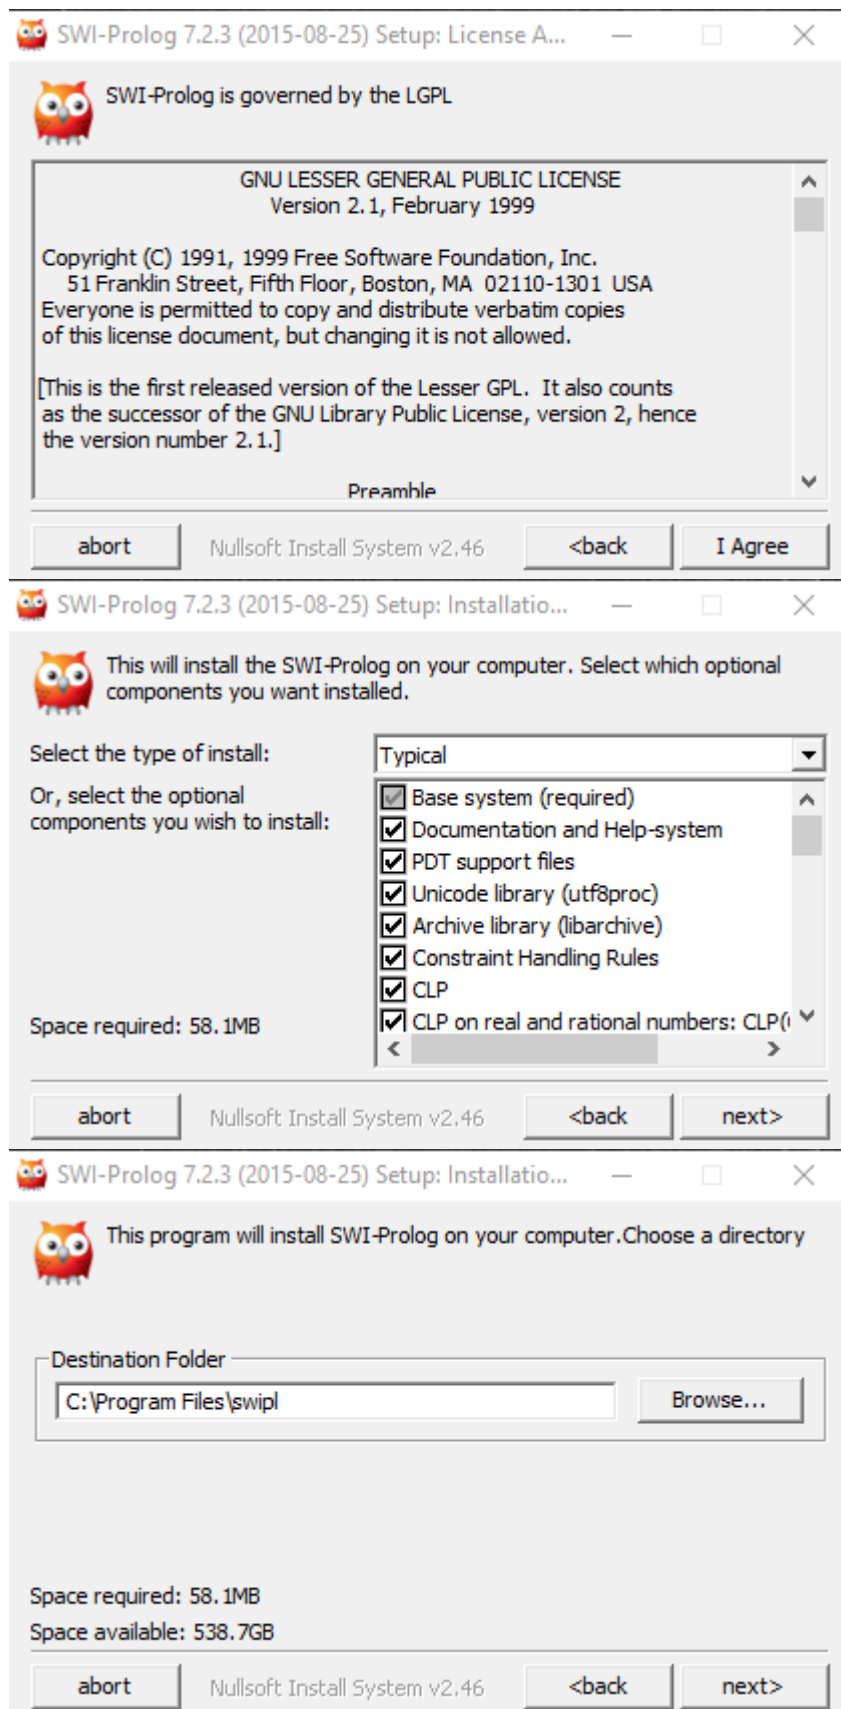 SWI-Prolog 7.2.3 (2015-08-25) Setup: License A...
SWI-Prolog is governed by the LGPL
GNU LESSER GENERAL PUBLIC LICENSE
Version 2.1, February 1999
Copyright (C) 1991, 1999 Free Software Foundation, Inc.
51 Franklin Street, Fifth Floor, Boston, MA 02110-1301 USA
Everyone is permitted to copy and distribute verbatim copies
of this license document, but changing it is not allowed.
[This is the first released version of the Lesser GPL. It also counts
as the successor of the GNU Library Public License, version 2, hence
the version number 2.1.]
Preamble
abort
Nullsoft Install System v2.46
<back
I Agree
SWI-Prolog 7.2.3 (2015-08-25) Setup: Installatio...
This will install the SWI-Prolog on your computer. Select which optional
components you want installed.
Select the type of install:
Typical
Or, select the optional
components you wish to install:
Base system (required)
Documentation and Help-system
PDT support files
Unicode library (utf8proc)
Archive library (libarchive)
Constraint Handling Rules
CLP
CLP on real and rational numbers: CLP(
Space required: 58.1MB
abort
Nullsoft Install System v2.46
<back
next>
SWI-Prolog 7.2.3 (2015-08-25) Setup: Installatio...
This program will install SWI-Prolog on your computer.Choose a directory
Destination Folder
C:\Program Files\swipl
Browse...
Space required: 58.1MB
Space available: 538.7GB
abort
Nullsoft Install System v2.46
<back
next>